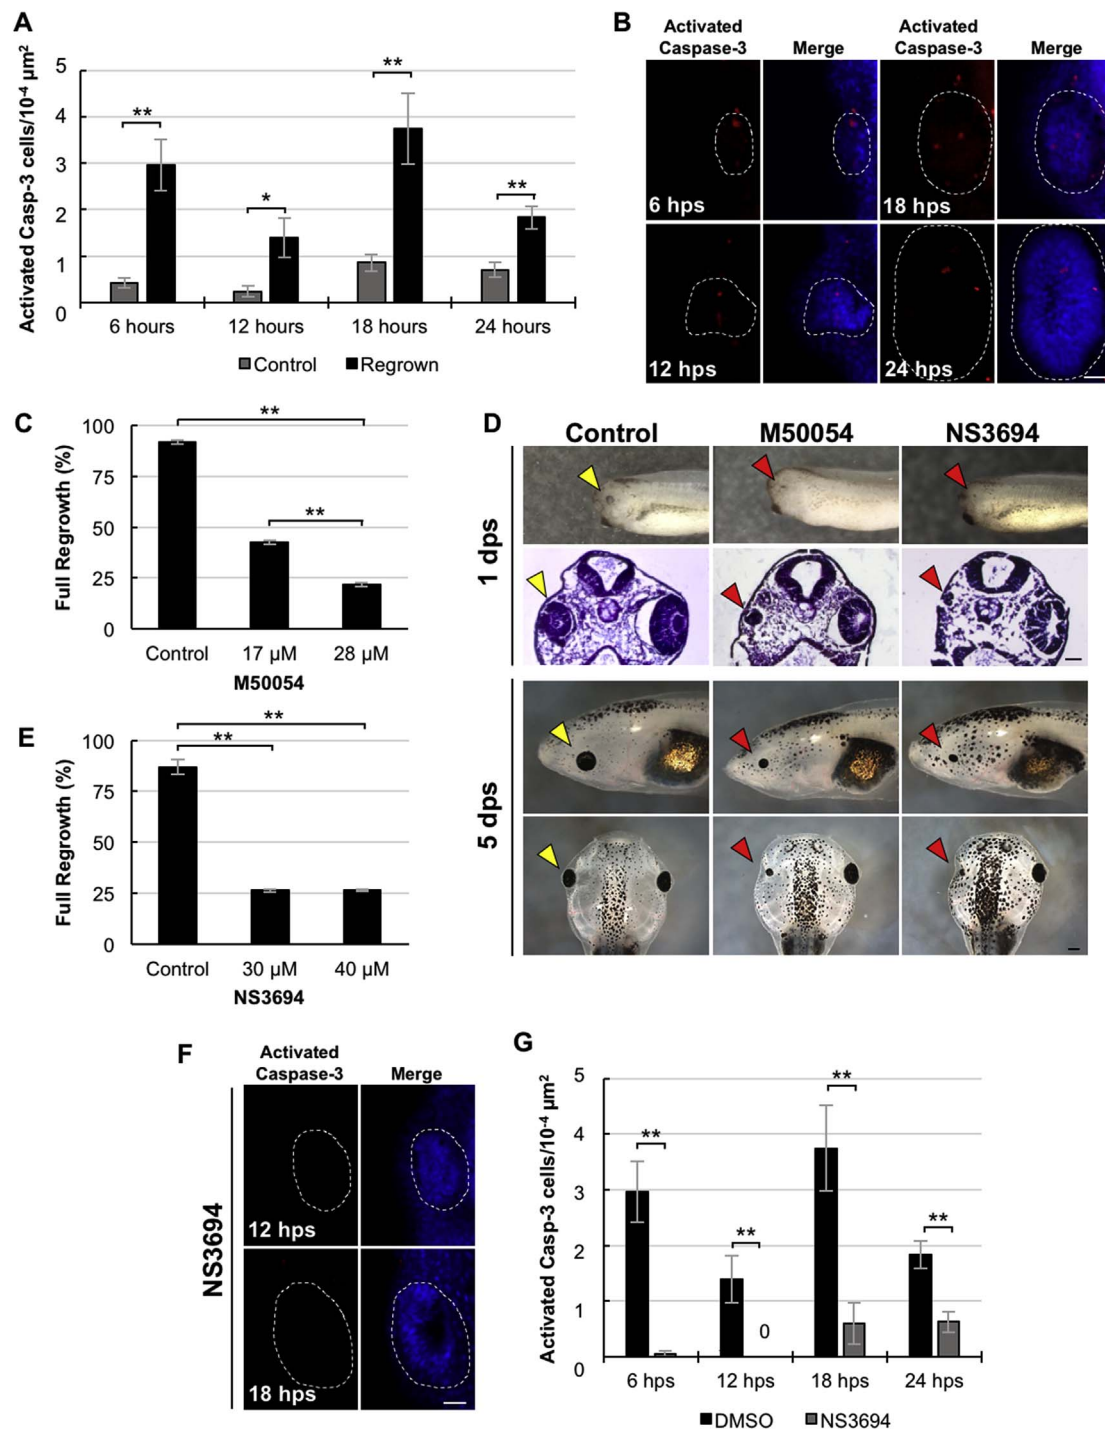 A
Activated Casp-3 cells/10⁻⁴ µm²
5
4
3
2
1
0
**
*
**
**
6 hours
12 hours
18 hours
24 hours
Control
Regrown
B
Activated
Caspase-3
Merge
Activated
Caspase-3
Merge
6 hps
18 hps
12 hps
24 hps
C
Full Regrowth (%)
100
75
50
25
0
**
**
Control
17 µM
28 µM
M50054
D
Control
M50054
NS3694
1 dps
5 dps
E
Full Regrowth (%)
100
75
50
25
0
**
**
Control
30 µM
40 µM
NS3694
F
Activated
Caspase-3
Merge
NS3694
12 hps
18 hps
G
Activated Casp-3 cells/10⁻⁴ µm²
5
4
3
2
1
0
**
**
**
**
0
6 hps
12 hps
18 hps
24 hps
DMSO
NS3694